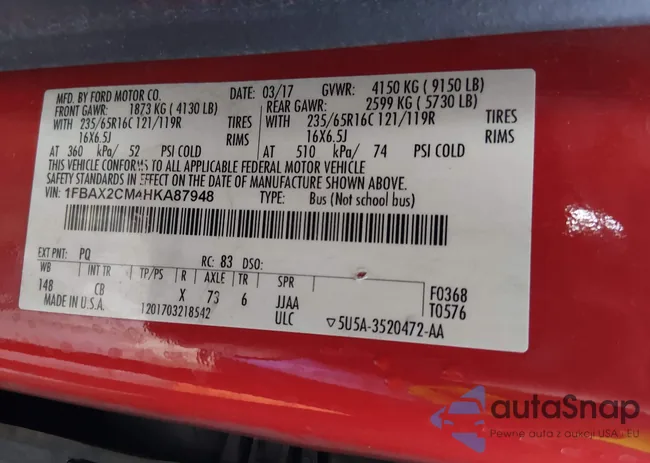 MFD. BY FORD MOTOR CO. DATE: 03/17 GVWR: 4150 KG ( 9150 LB)
FRONT GAWR: 1873 KG ( 4130 LB) REAR GAWR: 2599 KG ( 5730 LB)
WITH 235/65R16C 121/119R TIRES WITH 235/65R16C 121/119R TIRES
16X6.5J RIMS 16X6.5J RIMS
AT 360 kPa/ 52 PSI COLD AT 510 kPa/ 74 PSI COLD
THIS VEHICLE CONFORMS TO ALL APPLICABLE FEDERAL MOTOR VEHICLE
SAFETY STANDARDS IN EFFECT ON THE DATE OF MANUFACTURE SHOWN ABOVE.
VIN: 1FBAX2CM4HKA87948 TYPE: Bus (Not school bus)
EXT PNT: PQ RC: 83 DSO:
WB INT TR TP/PS R AXLE TR SPR
148 CB X 73 6 JJAA F0368
MADE IN U.S.A. 1201703218542 ULC T0576
▽5U5A-3520472-AA
autaSnap
Pewne auta z aukcji USA i EU